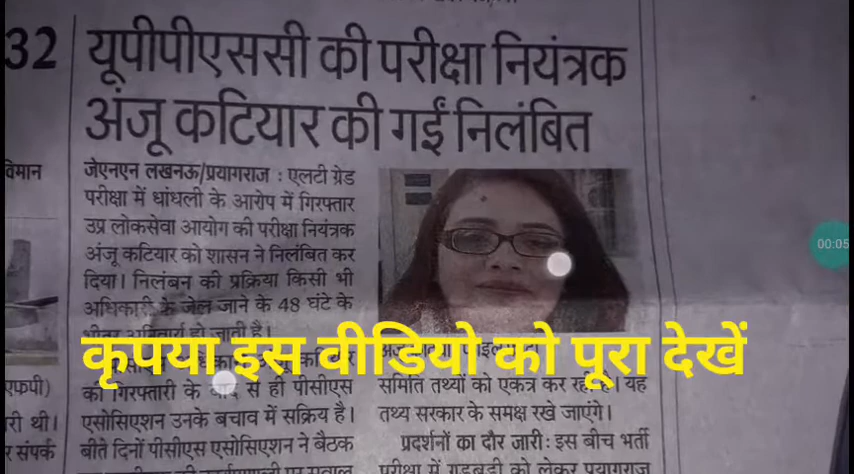 32
यूपीपीएससी की परीक्षा नियंत्रक
अंजू कटियार की गईं निलंबित
विमान
जेएनएन लखनऊ/प्रयागराज : एलटी ग्रेड
परीक्षा में धांधली के आरोप में गिरफ्तार
उप्र लोकसेवा आयोग की परीक्षा नियंत्रक
अंजू कटियार को शासन ने निलंबित कर
दिया। निलंबन की प्रक्रिया किसी भी
अधिकारी के जेल जाने के 48 घंटे के
भीतर अनिवार्य हो जाती है।
कृपया इस वीडियो को पूरा देखें
की गिरफ्तारी के बाद से ही पीसीएस
एसोसिएशन उनके बचाव में सक्रिय है।
बीते दिनों पीसीएस एसोसिएशन ने बैठक
समिति तथ्यों को एकत्र कर रही है। यह
तथ्य सरकार के समक्ष रखे जाएंगे।
प्रदर्शनों का दौर जारी : इस बीच भर्ती
परीक्षा में गड़बड़ी को लेकर प्रयागराज
एफपी)
री थी।
र संपर्क
00:05